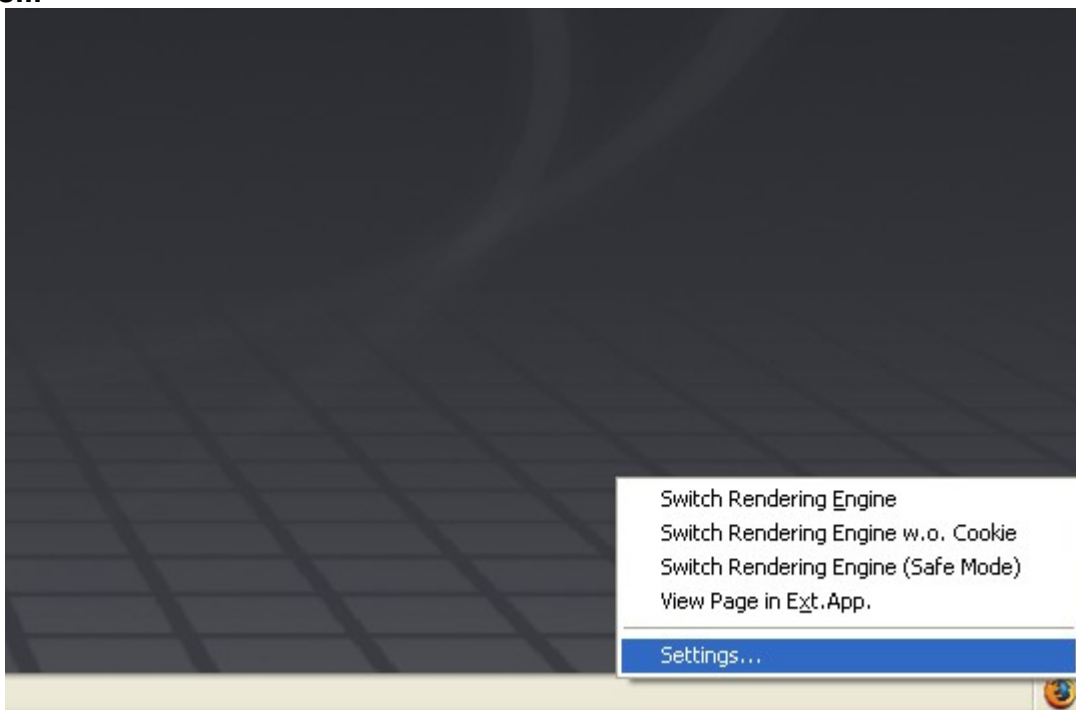 Switch Rendering Engine
Switch Rendering Engine w.o. Cookie
Switch Rendering Engine (Safe Mode)
View Page in Ext.App.
Settings...